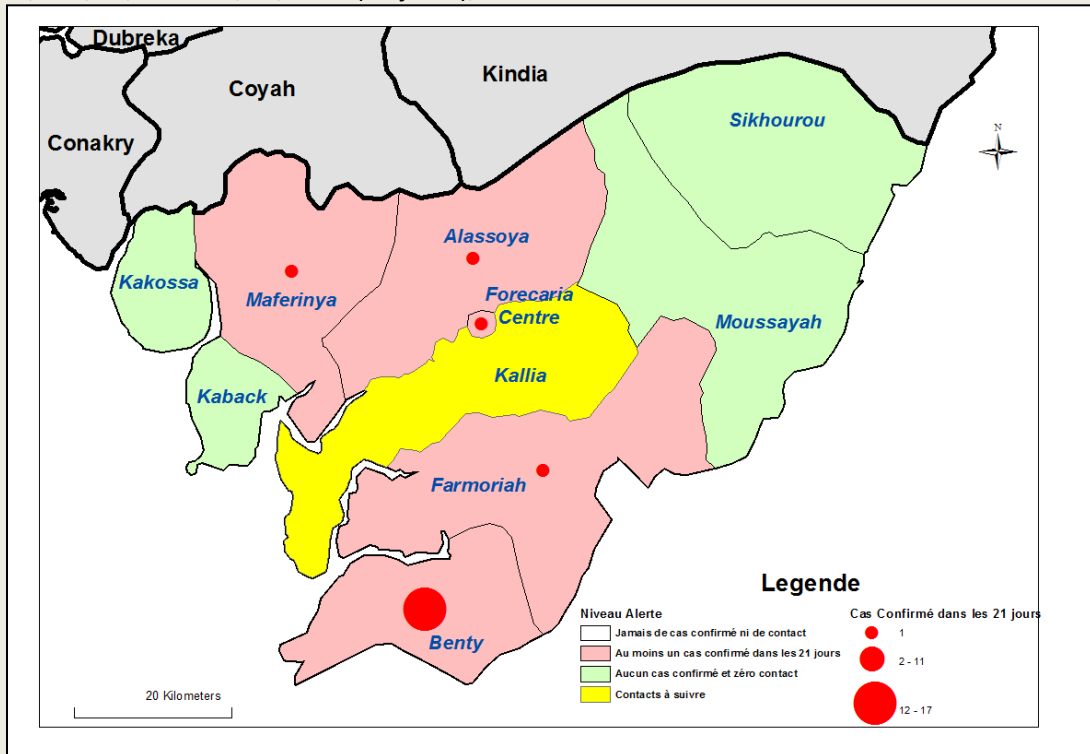 Dubreka
Coyah
Kindia
Conakry
Sikhourou
N
Alassoya
Kakossa
Maferinya
Forecaria
Centre
Moussayah
Kallia
Kaback
Farmoriah
Benty
Legende
Niveau Alerte
Jamais de cas confirmé ni de contact
Au moins un cas confirmé dans les 21 jours
Aucun cas confirmé et zéro contact
Contacts à suivre
Cas Confirmé dans les 21 jours
1
2 - 11
12 - 17
20 Kilometers